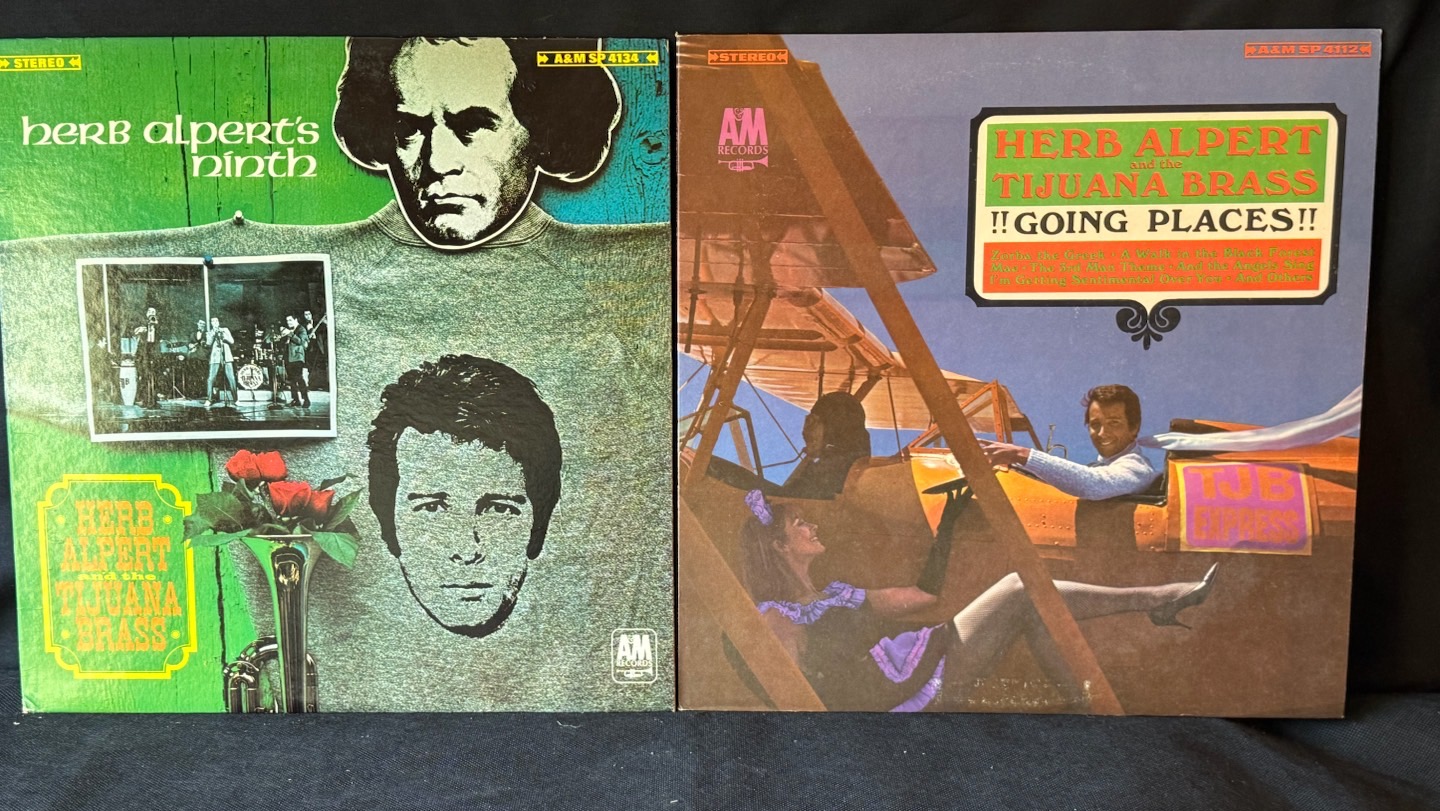 STEREO
A&M SP 4134
herb alpert's
ninth
HERB
ALPERT
and the
TIJUANA
BRASS
A&M
RECORDS
STEREO
A&M SP 4112
A&M
RECORDS
HERB ALPERT
and the
TIJUANA BRASS
!!GOING PLACES!!
Zorba the Greek • A Walk in the Black Forest
Mae • The 3rd Man Theme • And the Angels Sing
I'm Getting Sentimental Over You • And Others
TJB
EXPRESS